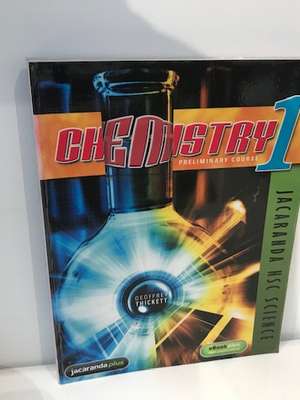 CHEMISTRY 1
PRELIMINARY COURSE
JACARANDA HSC SCIENCE
GEOFFREY
THICKETT
jacaranda plus
eBook plus